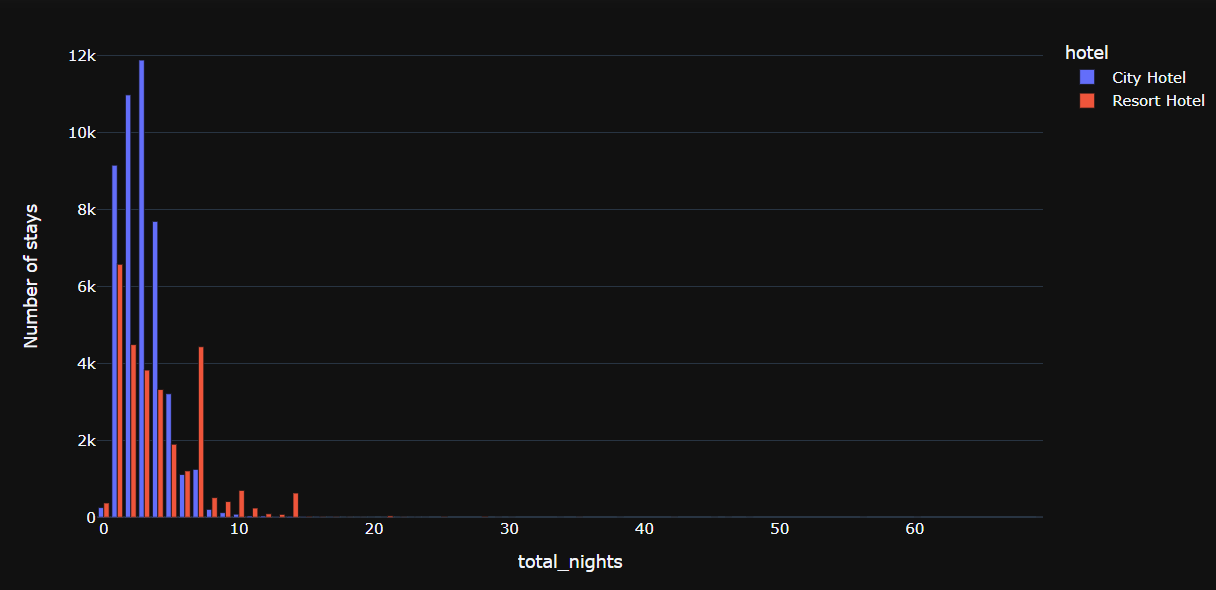 hotel
City Hotel
Resort Hotel
12k
10k
8k
6k
4k
2k
0
Number of stays
0 10 20 30 40 50 60
total_nights